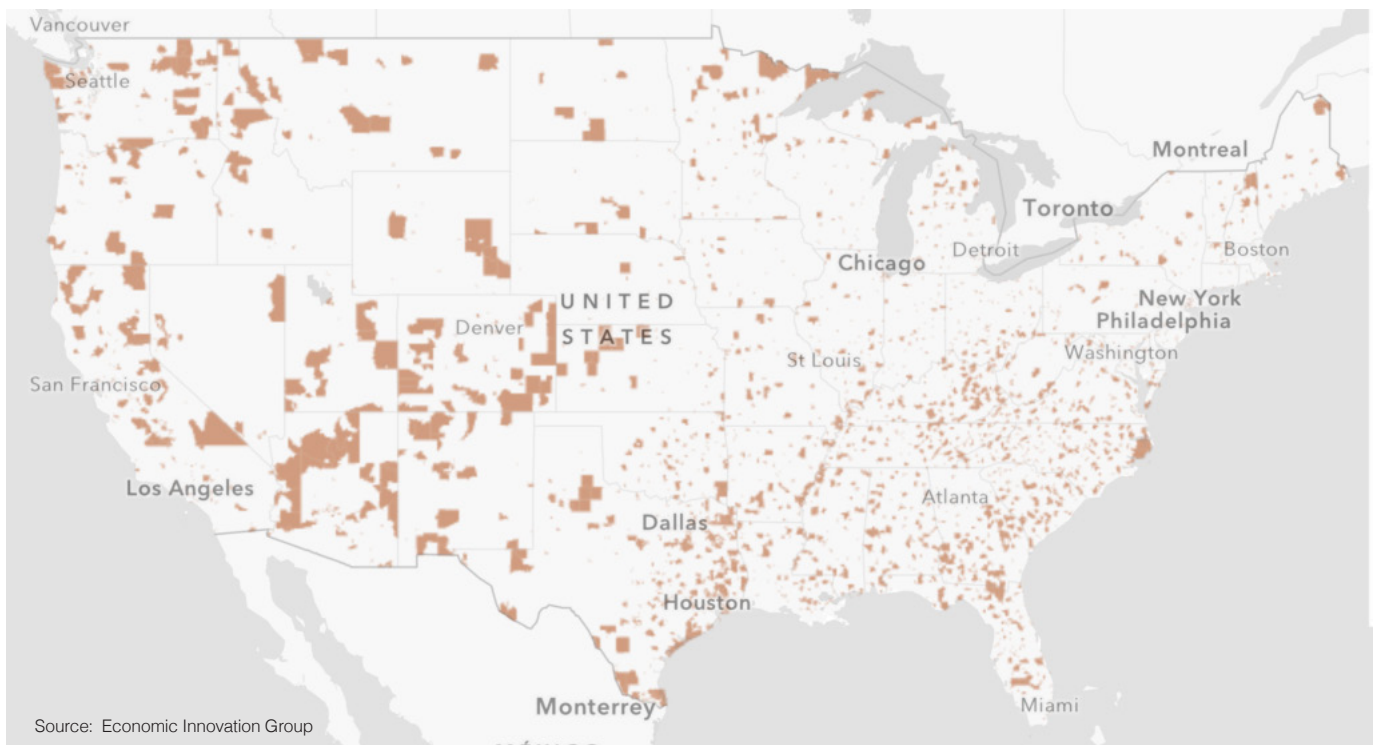 Vancouver
Seattle
Montreal
Toronto
Detroit
Boston
Chicago
UNITED
STATES
New York
Philadelphia
Denver
St Louis
Washington
San Francisco
Los Angeles
Atlanta
Dallas
Houston
Monterrey
Miami
Source: Economic Innovation Group
MÉXICO